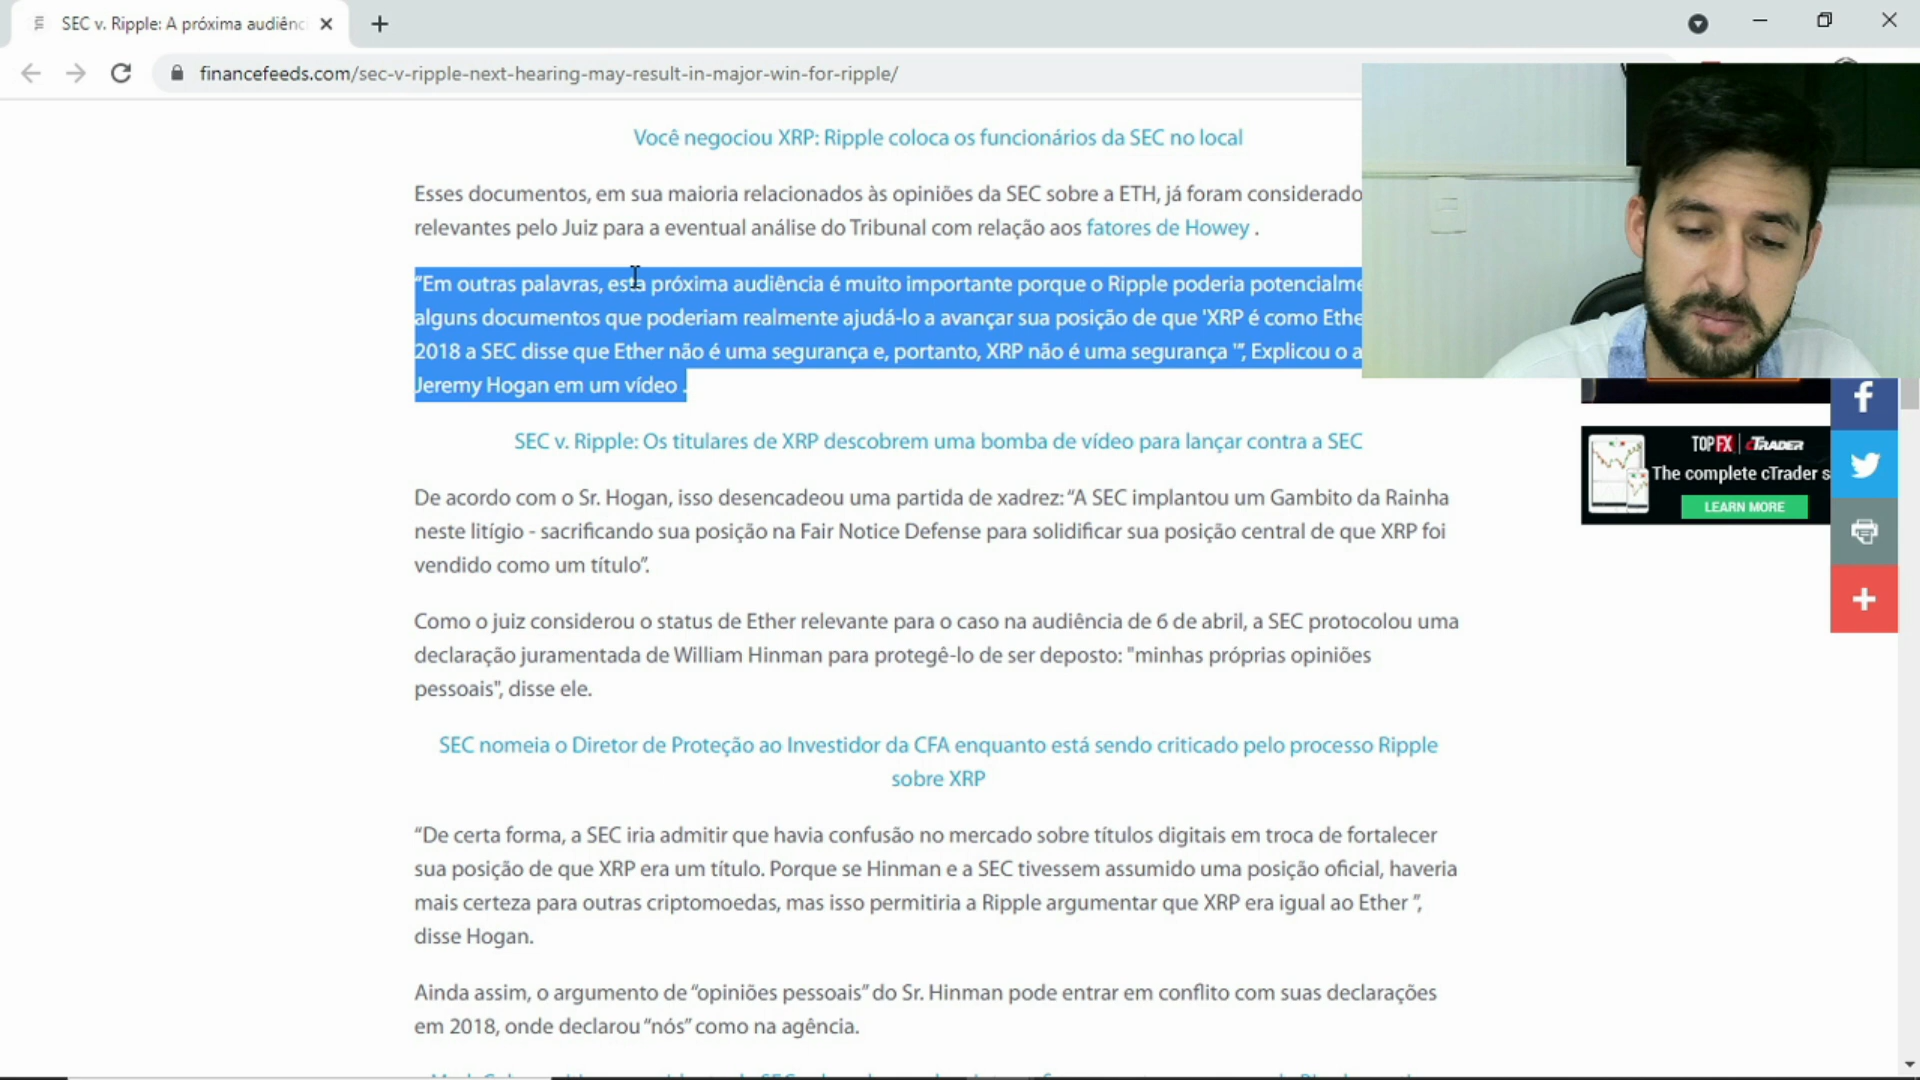 SEC v. Ripple: A próxima audiênc
financefeeds.com/sec-v-ripple-next-hearing-may-result-in-major-win-for-ripple/
Você negociou XRP: Ripple coloca os funcionários da SEC no local
Esses documentos, em sua maioria relacionados às opiniões da SEC sobre a ETH, já foram considerado
relevantes pelo Juiz para a eventual análise do Tribunal com relação aos fatores de Howey .
“Em outras palavras, esta próxima audiência é muito importante porque o Ripple poderia potencialme
alguns documentos que poderiam realmente ajudá-lo a avançar sua posição de que 'XRP é como Ethe
2018 a SEC disse que Ether não é uma segurança e, portanto, XRP não é uma segurança '”, Explicou o a
Jeremy Hogan em um vídeo .
SEC v. Ripple: Os titulares de XRP descobrem uma bomba de vídeo para lançar contra a SEC
De acordo com o Sr. Hogan, isso desencadeou uma partida de xadrez: “A SEC implantou um Gambito da Rainha
neste litígio - sacrificando sua posição na Fair Notice Defense para solidificar sua posição central de que XRP foi
vendido como um título”.
Como o juiz considerou o status de Ether relevante para o caso na audiência de 6 de abril, a SEC protocolou uma
declaração juramentada de William Hinman para protegê-lo de ser deposto: "minhas próprias opiniões
pessoais", disse ele.
SEC nomeia o Diretor de Proteção ao Investidor da CFA enquanto está sendo criticado pelo processo Ripple
sobre XRP
“De certa forma, a SEC iria admitir que havia confusão no mercado sobre títulos digitais em troca de fortalecer
sua posição de que XRP era um título. Porque se Hinman e a SEC tivessem assumido uma posição oficial, haveria
mais certeza para outras criptomoedas, mas isso permitiria a Ripple argumentar que XRP era igual ao Ether ”,
disse Hogan.
Ainda assim, o argumento de “opiniões pessoais” do Sr. Hinman pode entrar em conflito com suas declarações
em 2018, onde declarou “nós” como na agência.
TOPFX | cTRADER
The complete cTrader s
LEARN MORE